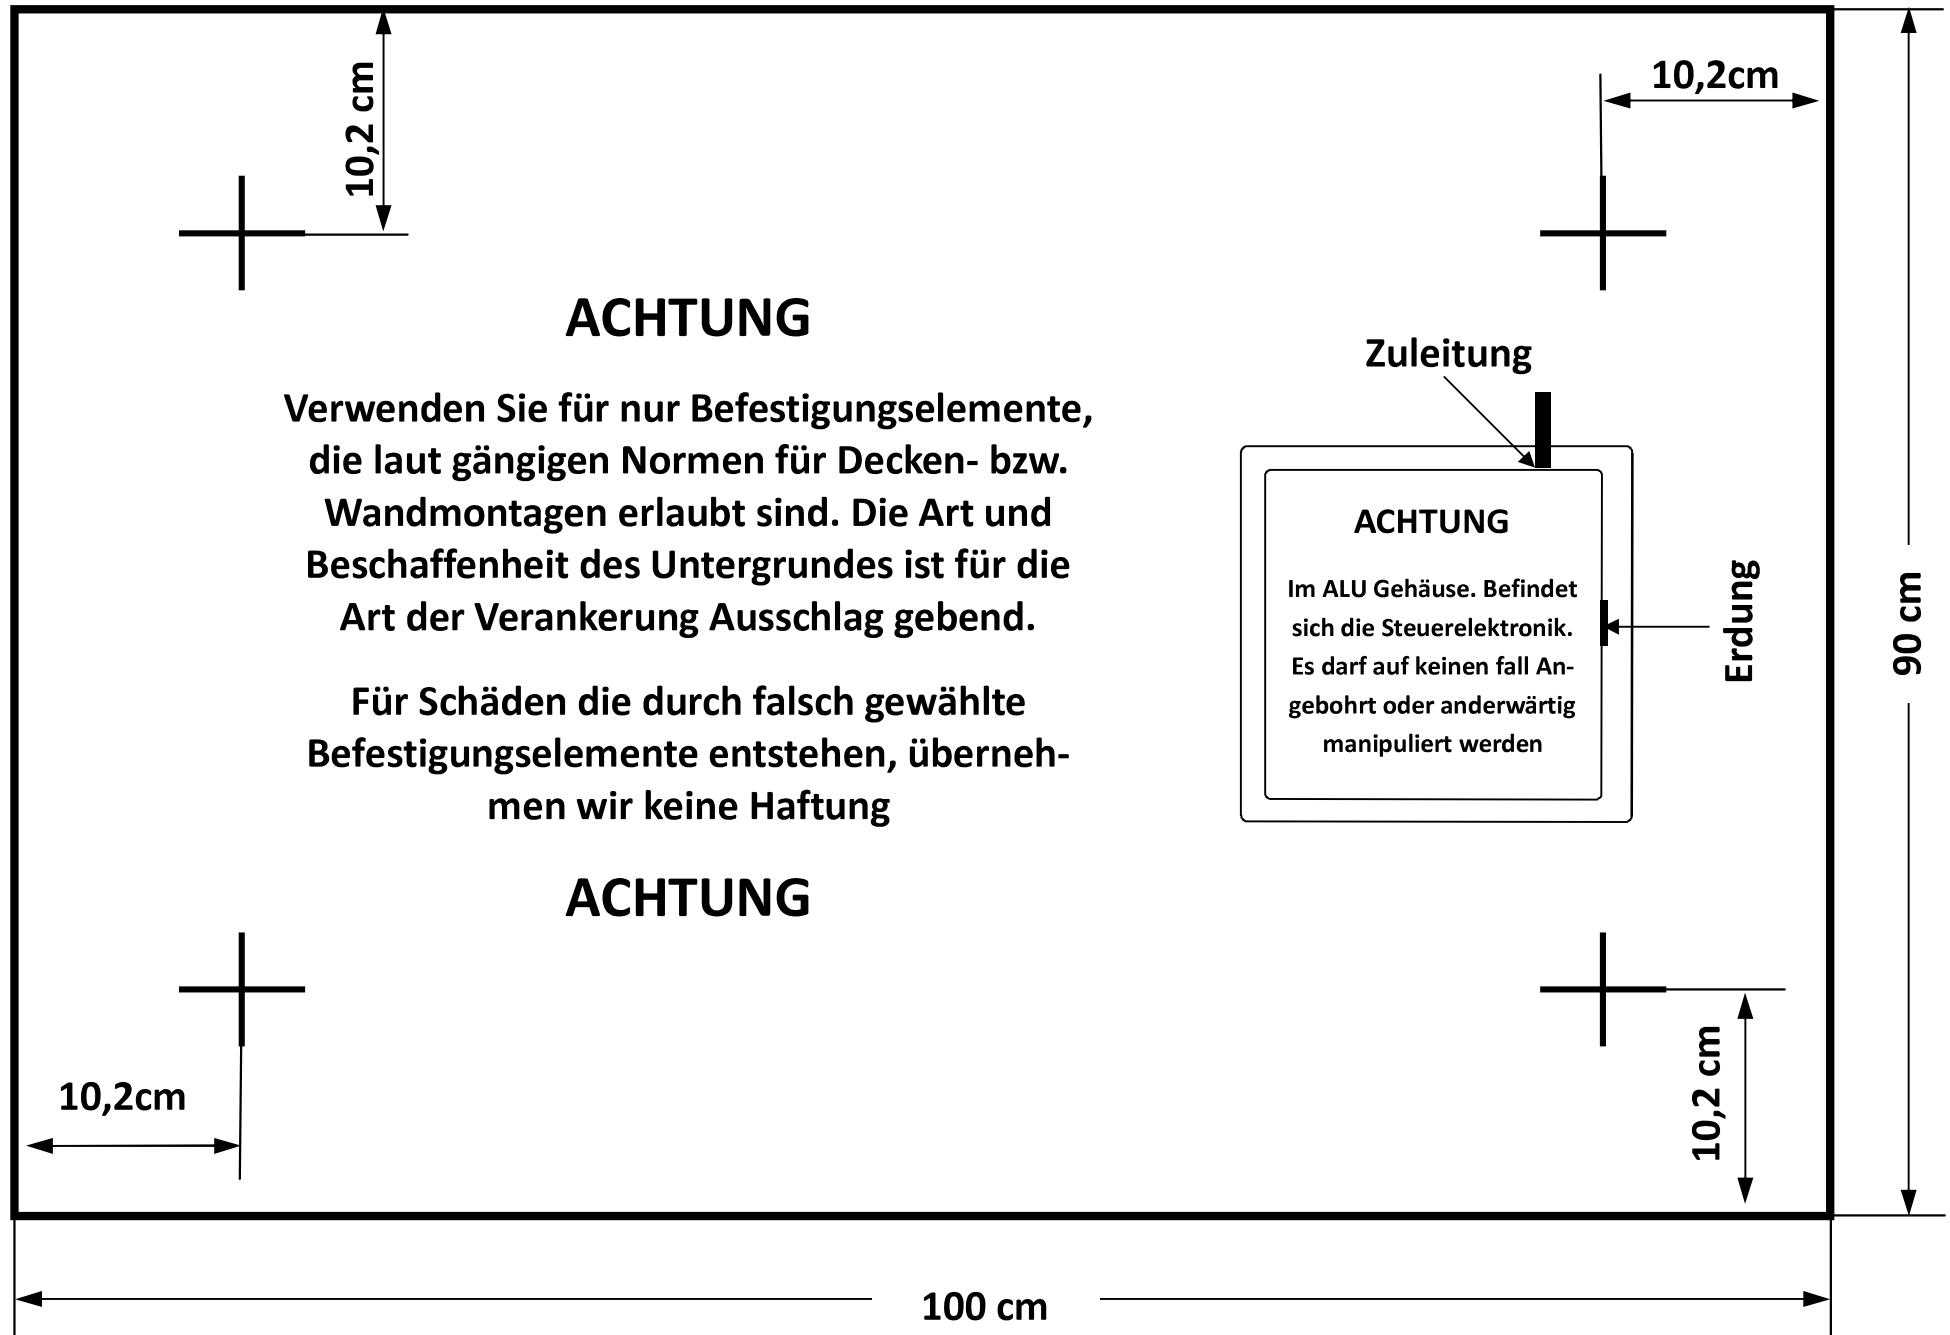 10,2 cm
10,2cm
ACHTUNG
Verwenden Sie für nur Befestigungselemente,
die laut gängigen Normen für Decken- bzw.
Wandmontagen erlaubt sind. Die Art und
Beschaffenheit des Untergrundes ist für die
Art der Verankerung Ausschlag gebend.
Für Schäden die durch falsch gewählte
Befestigungselemente entstehen, überneh-
men wir keine Haftung
ACHTUNG
Zuleitung
ACHTUNG
Im ALU Gehäuse. Befindet
sich die Steuerelektronik.
Es darf auf keinen fall An-
gebohrt oder anderwärtig
manipuliert werden
Erdung
90 cm
10,2cm
10,2 cm
100 cm